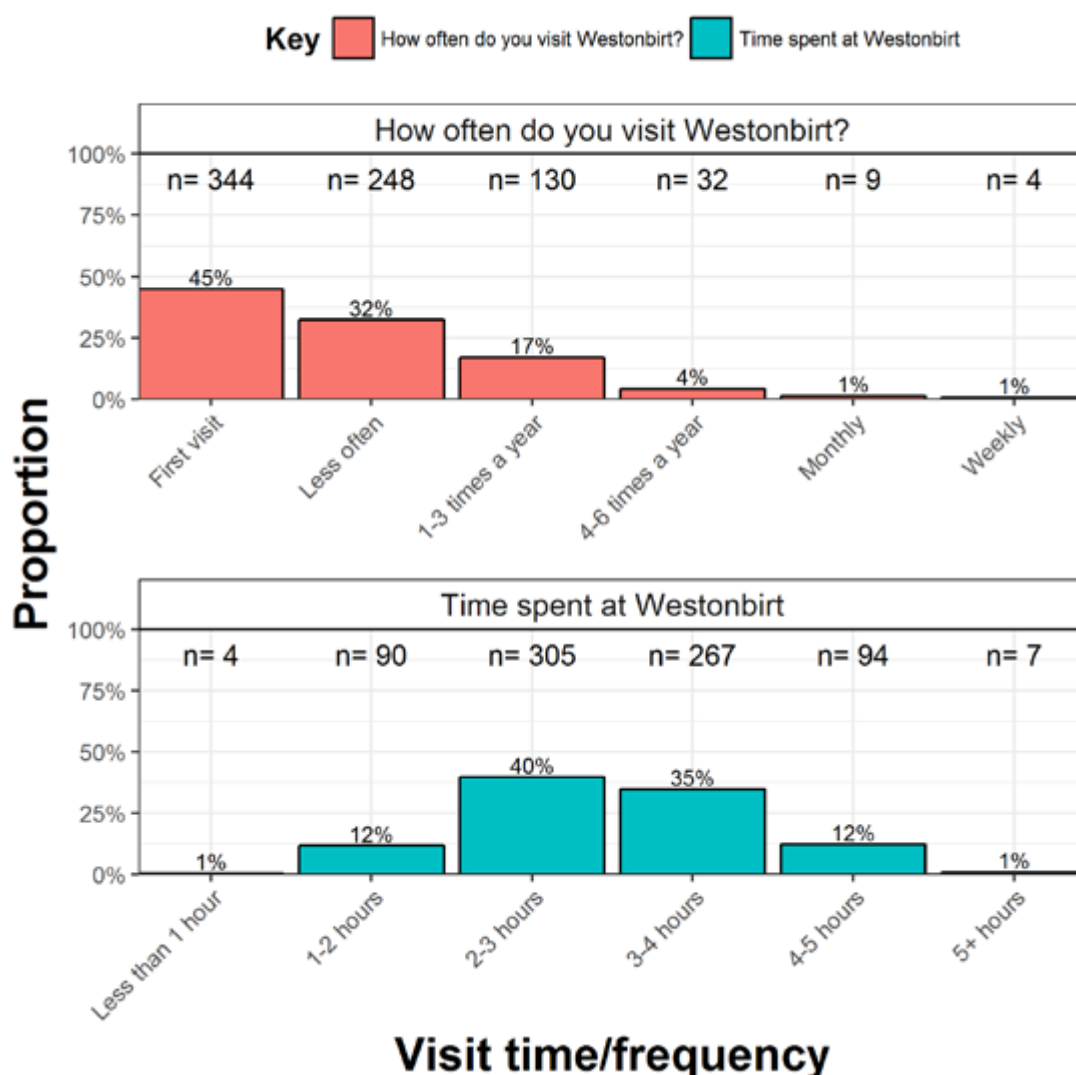 Key How often do you visit Westonbirt? Time spent at Westonbirt
How often do you visit Westonbirt?
100%
75%
50%
25%
0%
n= 344 n= 248 n= 130 n= 32 n= 9 n= 4
45% 32% 17% 4% 1% 1%
First visit
Less often
1-3 times a year
4-6 times a year
Monthly
Weekly
Proportion
Time spent at Westonbirt
100%
75%
50%
25%
0%
n= 4 n= 90 n= 305 n= 267 n= 94 n= 7
1% 12% 40% 35% 12% 1%
Less than 1 hour
1-2 hours
2-3 hours
3-4 hours
4-5 hours
5+ hours
Visit time/frequency